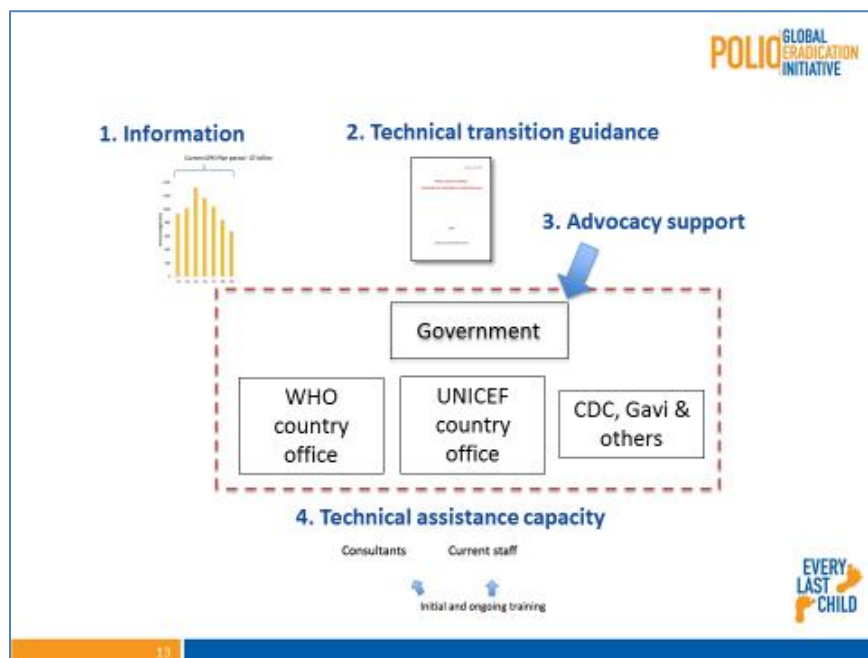 POLIO GLOBAL
ERADICATION
INITIATIVE
1. Information
2. Technical transition guidance
3. Advocacy support
Government
WHO
country
office
UNICEF
country
office
CDC, Gavi &
others
4. Technical assistance capacity
Consultants
Current staff
Initial and ongoing training
EVERY
LAST
CHILD
13